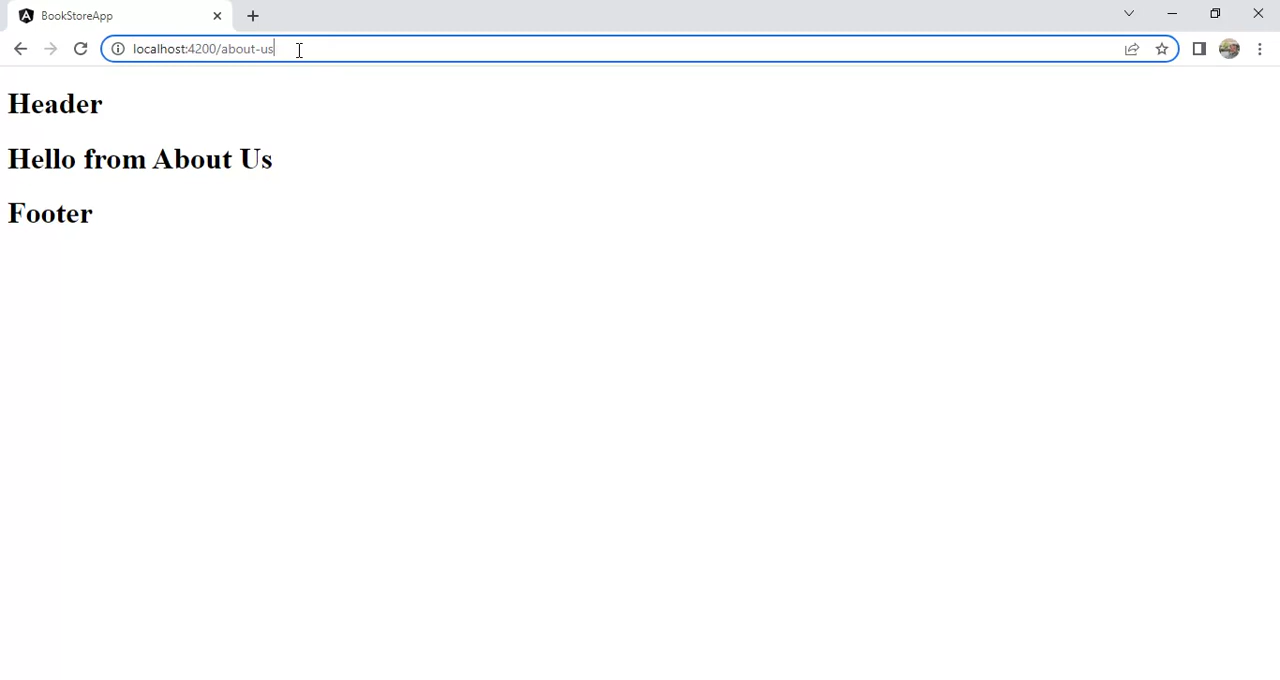 BookStoreApp
localhost:4200/about-us
Header
Hello from About Us
Footer